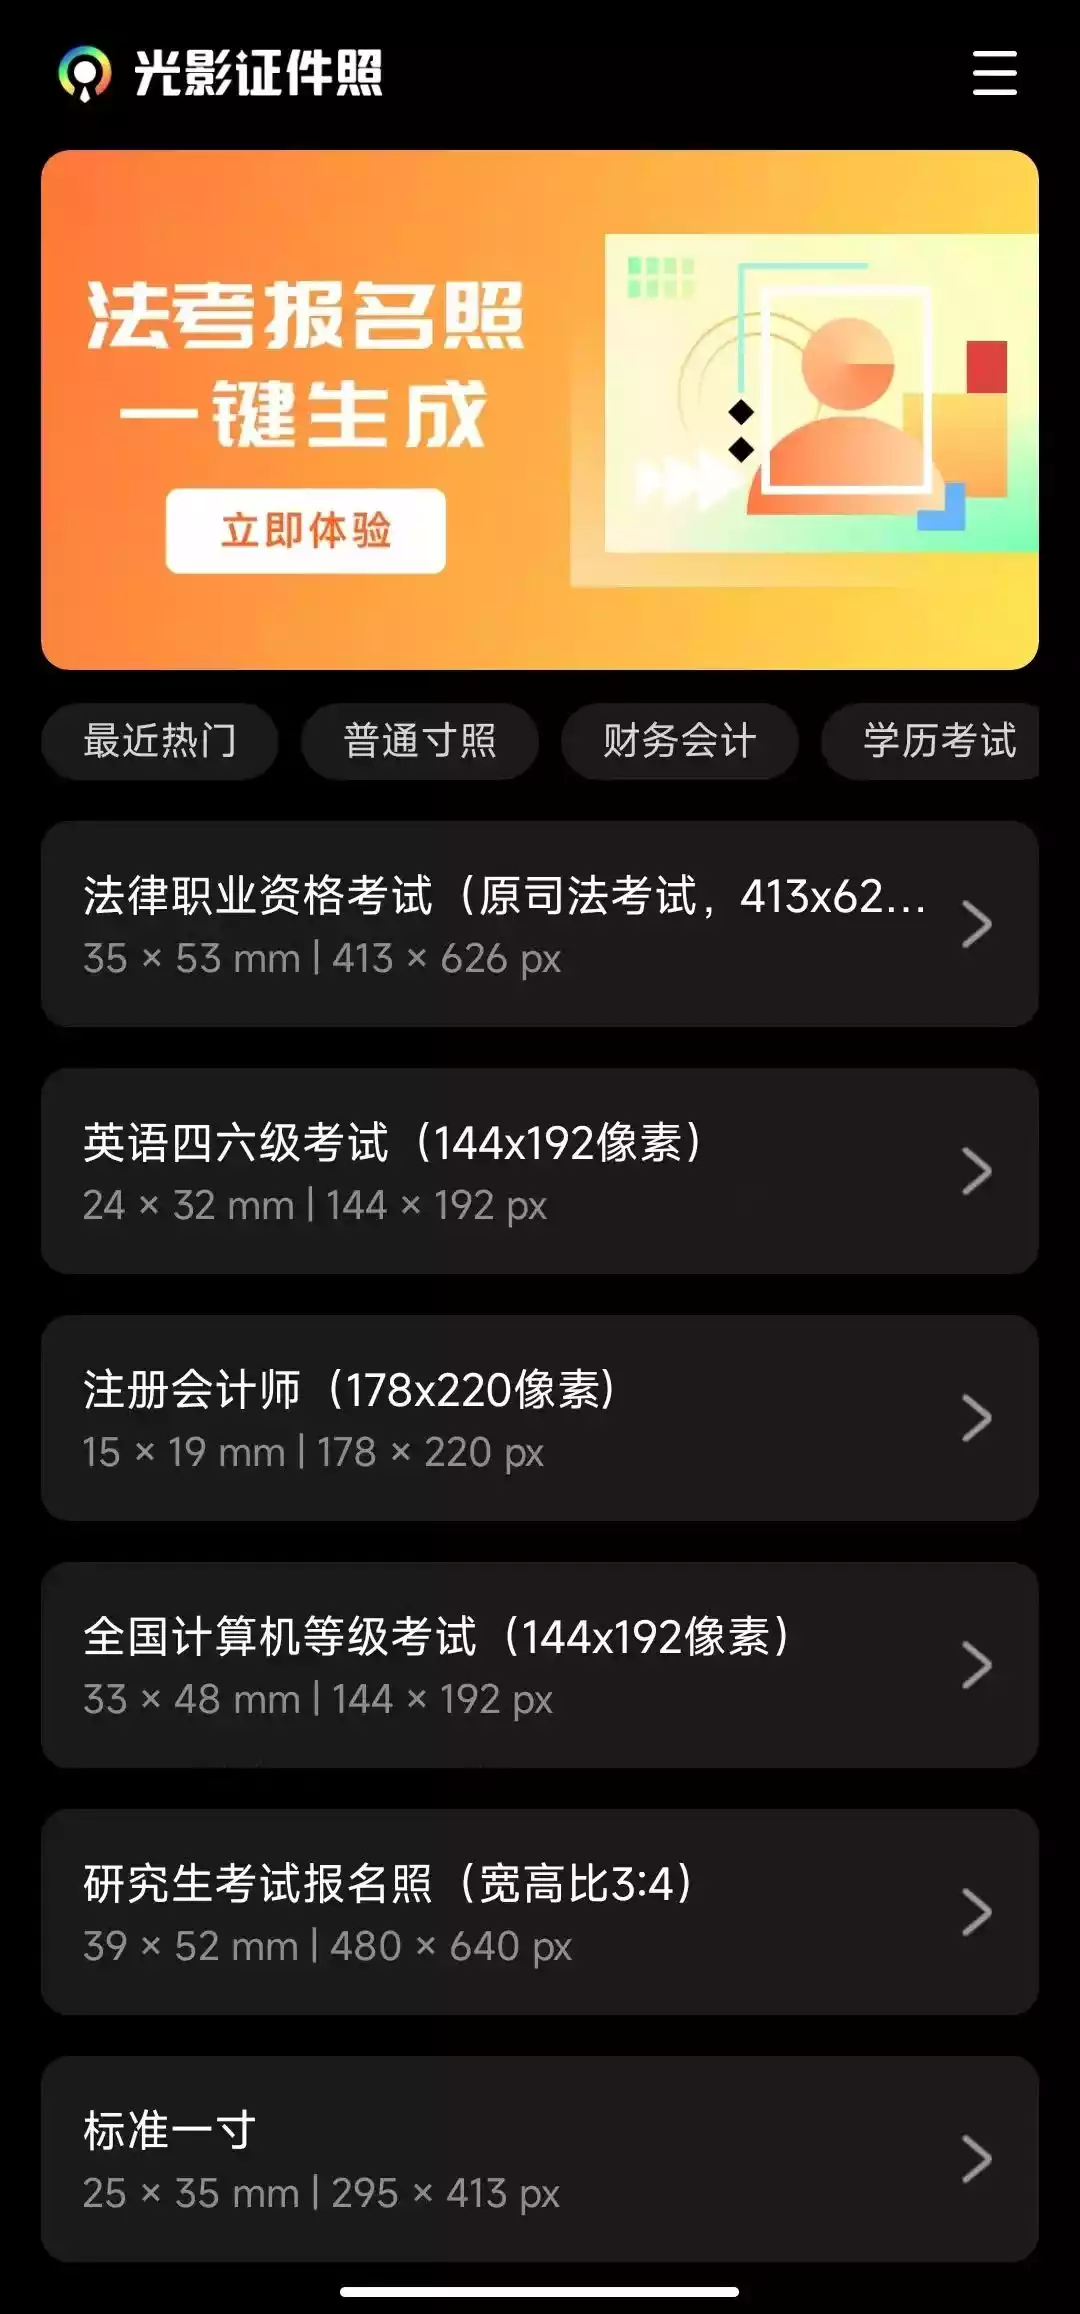 光影证件照
法考报名照
一键生成
立即体验
最近热门 普通寸照 财务会计 学历考试
法律职业资格考试（原司法考试，413x62...
35 × 53 mm | 413 × 626 px
英语四六级考试（144x192像素）
24 × 32 mm | 144 × 192 px
注册会计师（178x220像素）
15 × 19 mm | 178 × 220 px
全国计算机等级考试（144x192像素）
33 × 48 mm | 144 × 192 px
研究生考试报名照（宽高比3:4）
39 × 52 mm | 480 × 640 px
标准一寸
25 × 35 mm | 295 × 413 px